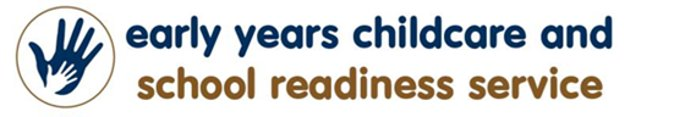 early years childcare and
school readiness service